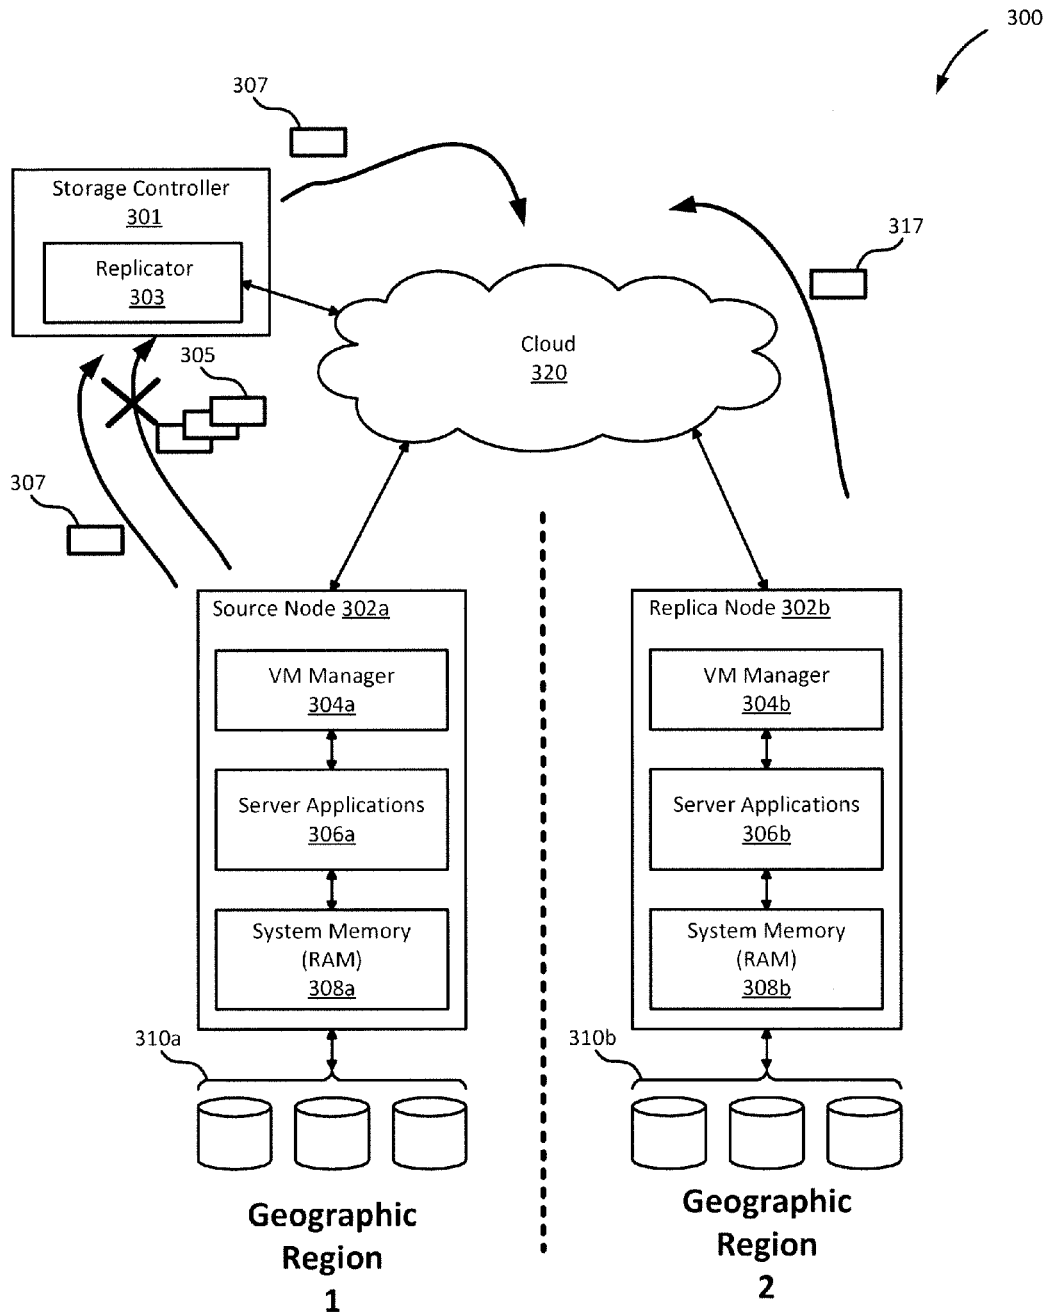 300
307
Storage Controller
301
Replicator
303
317
305
Cloud
320
307
Source Node 302a
VM Manager
304a
Server Applications
306a
System Memory
(RAM)
308a
310a
Replica Node 302b
VM Manager
304b
Server Applications
306b
System Memory
(RAM)
308b
310b
Geographic
Region
1
Geographic
Region
2